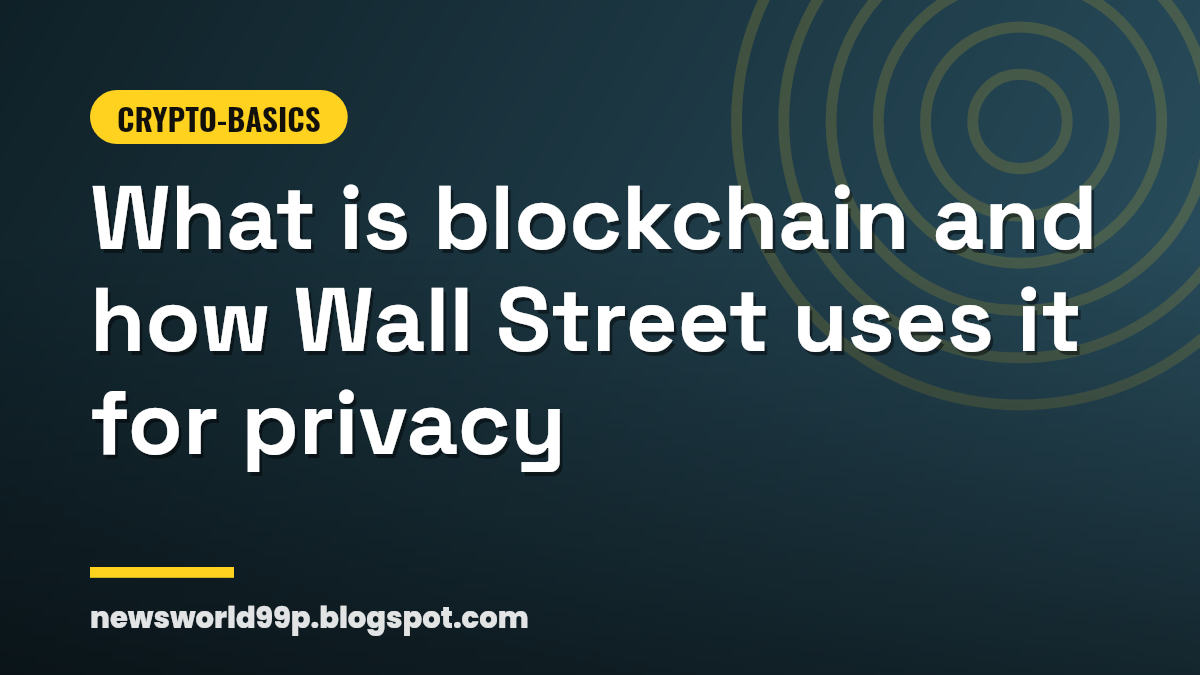 CRYPTO-BASICS
What is blockchain and
how Wall Street uses it
for privacy
newsworld99p.blogspot.com